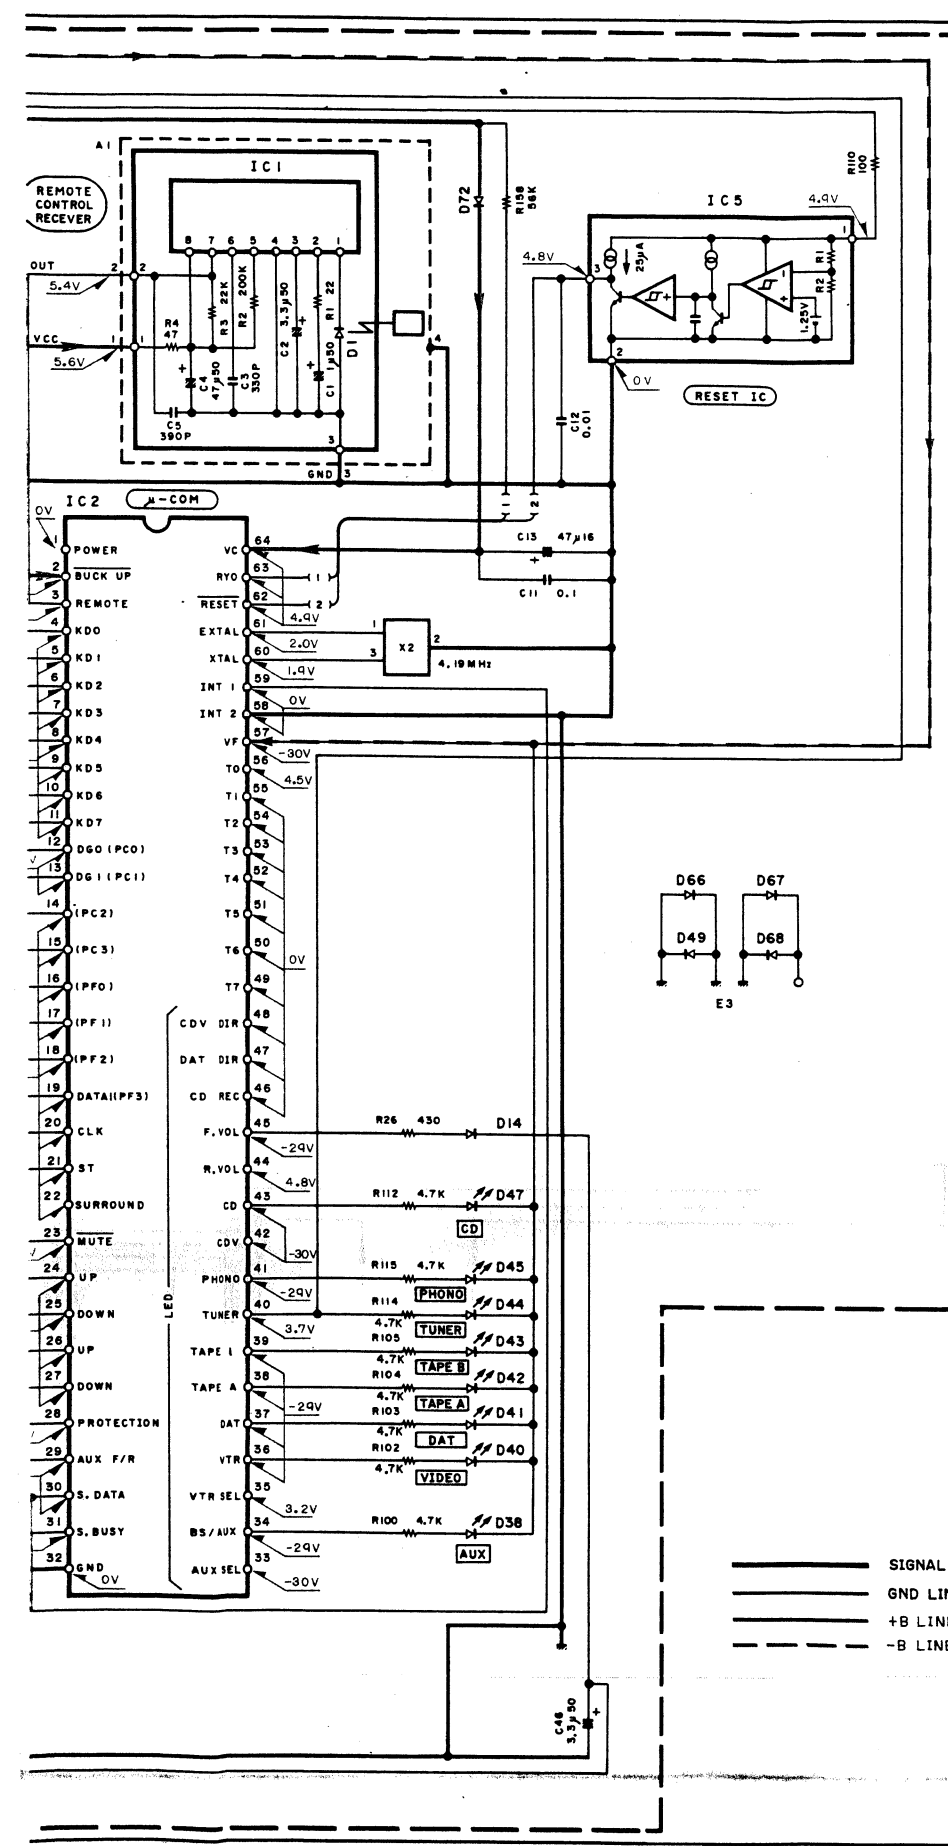 A1
IC1
REMOTE
CONTROL
RECEVER
8 7 6 5 4 3 2 1
OUT
2 2
5.4V
VCC
1 1
5.6V
R4
47
R3 22K
R2 200K
C2 3.3µ50
R1 22
D1
C4
47µ50
C3
330P
C1 1µ50
C5
390P
4
3
GND 3
D72
R158
56K
R110
100
IC5
4.9V
1
4.8V
3
25µA
R1
R2
1.25V
2
0V
RESET IC
C12
0.01
1
2
C13 47µ16
C11 0.1
IC2
µ-COM
0V
1 POWER
2 BUCK UP
3 REMOTE
4 KD0
5 KD1
6 KD2
7 KD3
8 KD4
9 KD5
10 KD6
11 KD7
12 DG0 (PC0)
13 DG1 (PC1)
14 (PC2)
15 (PC3)
16 (PF0)
17 (PF1)
18 (PF2)
19 DATA1(PF3)
20 CLK
21 ST
22 SURROUND
23 MUTE
24 UP
25 DOWN
26 UP
27 DOWN
28 PROTECTION
29 AUX F/R
30 S.DATA
31 S.BUSY
32 GND
0V
LED
VC 64
RYO 63
1
RESET 62
2
4.9V
EXTAL 61
2.0V
XTAL 60
1.9V
1
3
X2
2
4.19MHz
INT 1 59
0V
INT 2 58
VF 57
-30V
T0 56
4.5V
T1 55
T2 54
T3 53
T4 52
T5 51
T6 50
0V
T7 49
CDV DIR 48
DAT DIR 47
CD REC 46
F.VOL 45
-29V
R26 430 D14
R.VOL 44
4.8V
CD 43
R112 4.7K D47
CD
CDV 42
-30V
PHONO 41
-29V
R115 4.7K D45
PHONO
TUNER 40
3.7V
R114 D44
4.7K TUNER
TAPE 1 39
R105 D43
4.7K TAPE B
TAPE A 38
-29V
R104 D42
4.7K TAPE A
DAT 37
R103 D41
4.7K DAT
VTR 36
R102 D40
4.7K VIDEO
VTR SEL 35
3.2V
BS/AUX 34
-29V
R100 4.7K D38
AUX
AUX SEL 33
-30V
D66 D67
D49 D68
E3
SIGNAL
GND LIN
+B LINE
-B LINE
C46
3.3µ50